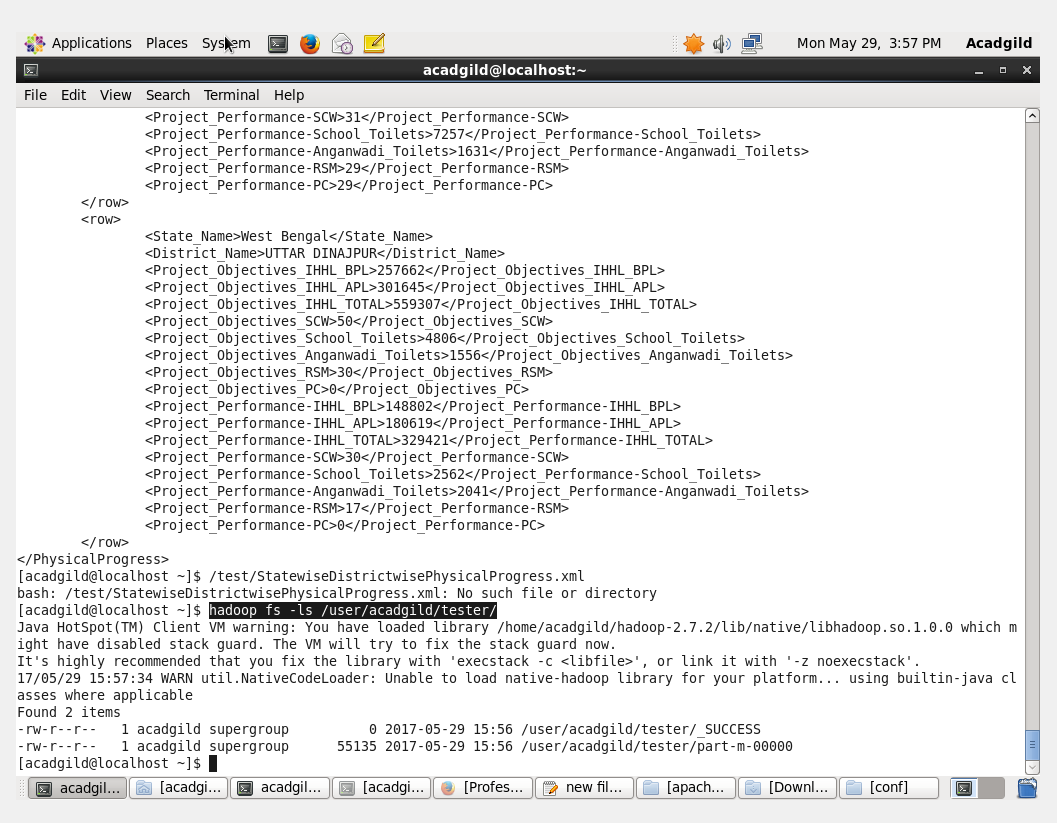 Applications Places System Mon May 29, 3:57 PM Acadgild
acadgild@localhost:~
File Edit View Search Terminal Help
<Project_Performance-SCW>31</Project_Performance-SCW>
<Project_Performance-School_Toilets>7257</Project_Performance-School_Toilets>
<Project_Performance-Anganwadi_Toilets>1631</Project_Performance-Anganwadi_Toilets>
<Project_Performance-RSM>29</Project_Performance-RSM>
<Project_Performance-PC>29</Project_Performance-PC>
</row>
<row>
<State_Name>West Bengal</State_Name>
<District_Name>UTTAR DINAJPUR</District_Name>
<Project_Objectives_IHHL_BPL>257662</Project_Objectives_IHHL_BPL>
<Project_Objectives_IHHL_APL>301645</Project_Objectives_IHHL_APL>
<Project_Objectives_IHHL_TOTAL>559307</Project_Objectives_IHHL_TOTAL>
<Project_Objectives_SCW>50</Project_Objectives_SCW>
<Project_Objectives_School_Toilets>4806</Project_Objectives_School_Toilets>
<Project_Objectives_Anganwadi_Toilets>1556</Project_Objectives_Anganwadi_Toilets>
<Project_Objectives_RSM>30</Project_Objectives_RSM>
<Project_Objectives_PC>0</Project_Objectives_PC>
<Project_Performance-IHHL_BPL>148802</Project_Performance-IHHL_BPL>
<Project_Performance-IHHL_APL>180619</Project_Performance-IHHL_APL>
<Project_Performance-IHHL_TOTAL>329421</Project_Performance-IHHL_TOTAL>
<Project_Performance-SCW>30</Project_Performance-SCW>
<Project_Performance-School_Toilets>2562</Project_Performance-School_Toilets>
<Project_Performance-Anganwadi_Toilets>2041</Project_Performance-Anganwadi_Toilets>
<Project_Performance-RSM>17</Project_Performance-RSM>
<Project_Performance-PC>0</Project_Performance-PC>
</row>
</PhysicalProgress>
[acadgild@localhost ~]$ /test/StatewiseDistrictwisePhysicalProgress.xml
bash: /test/StatewiseDistrictwisePhysicalProgress.xml: No such file or directory
[acadgild@localhost ~]$ hadoop fs -ls /user/acadgild/tester/
Java HotSpot(TM) Client VM warning: You have loaded library /home/acadgild/hadoop-2.7.2/lib/native/libhadoop.so.1.0.0 which m
ight have disabled stack guard. The VM will try to fix the stack guard now.
It's highly recommended that you fix the library with 'execstack -c <libfile>', or link it with '-z noexecstack'.
17/05/29 15:57:34 WARN util.NativeCodeLoader: Unable to load native-hadoop library for your platform... using builtin-java cl
asses where applicable
Found 2 items
-rw-r--r-- 1 acadgild supergroup 0 2017-05-29 15:56 /user/acadgild/tester/_SUCCESS
-rw-r--r-- 1 acadgild supergroup 55135 2017-05-29 15:56 /user/acadgild/tester/part-m-00000
[acadgild@localhost ~]$
acadgil... [acadgi... acadgil... [acadgi... [Profes... new fil... [apach... [Downl... [conf]